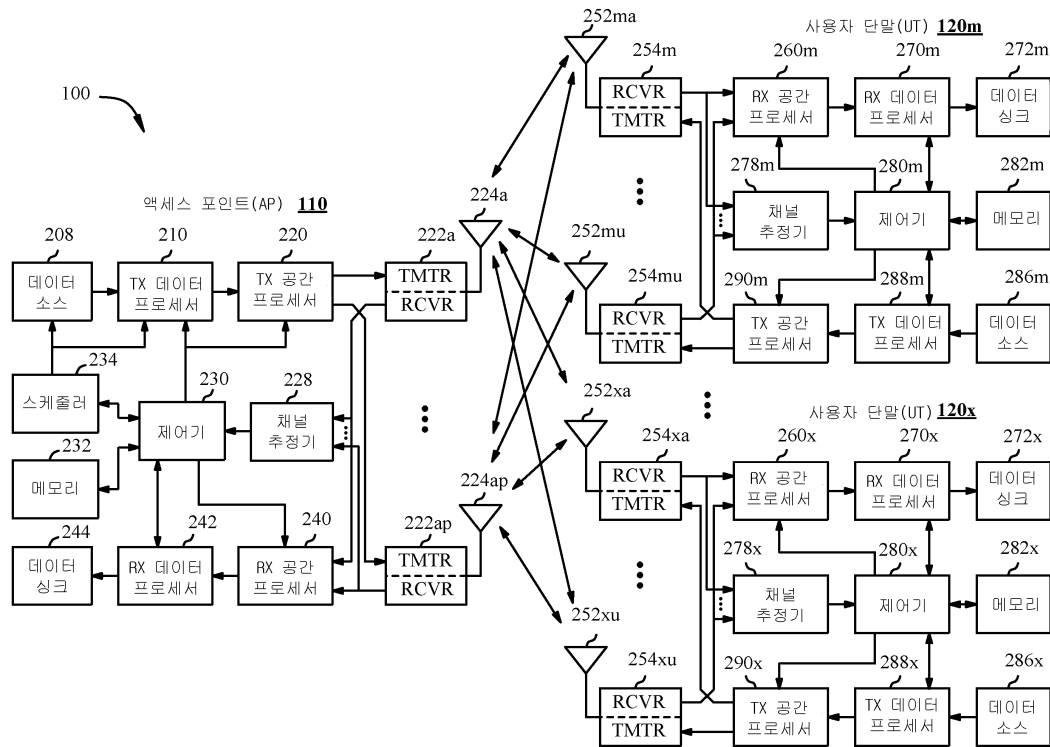 100
액세스 포인트(AP) 110
208
데이터
소스
210
TX 데이터
프로세서
220
TX 공간
프로세서
222a
TMTR
RCVR
224a
234
스케줄러
230
제어기
228
채널
추정기
232
메모리
244
데이터
싱크
242
RX 데이터
프로세서
240
RX 공간
프로세서
222ap
TMTR
RCVR
224ap
사용자 단말(UT) 120m
252ma
254m
RCVR
TMTR
260m
RX 공간
프로세서
270m
RX 데이터
프로세서
272m
데이터
싱크
278m
채널
추정기
280m
제어기
282m
메모리
252mu
254mu
RCVR
TMTR
290m
TX 공간
프로세서
288m
TX 데이터
프로세서
286m
데이터
소스
사용자 단말(UT) 120x
252xa
254xa
RCVR
TMTR
260x
RX 공간
프로세서
270x
RX 데이터
프로세서
272x
데이터
싱크
278x
채널
추정기
280x
제어기
282x
메모리
252xu
254xu
RCVR
TMTR
290x
TX 공간
프로세서
288x
TX 데이터
프로세서
286x
데이터
소스